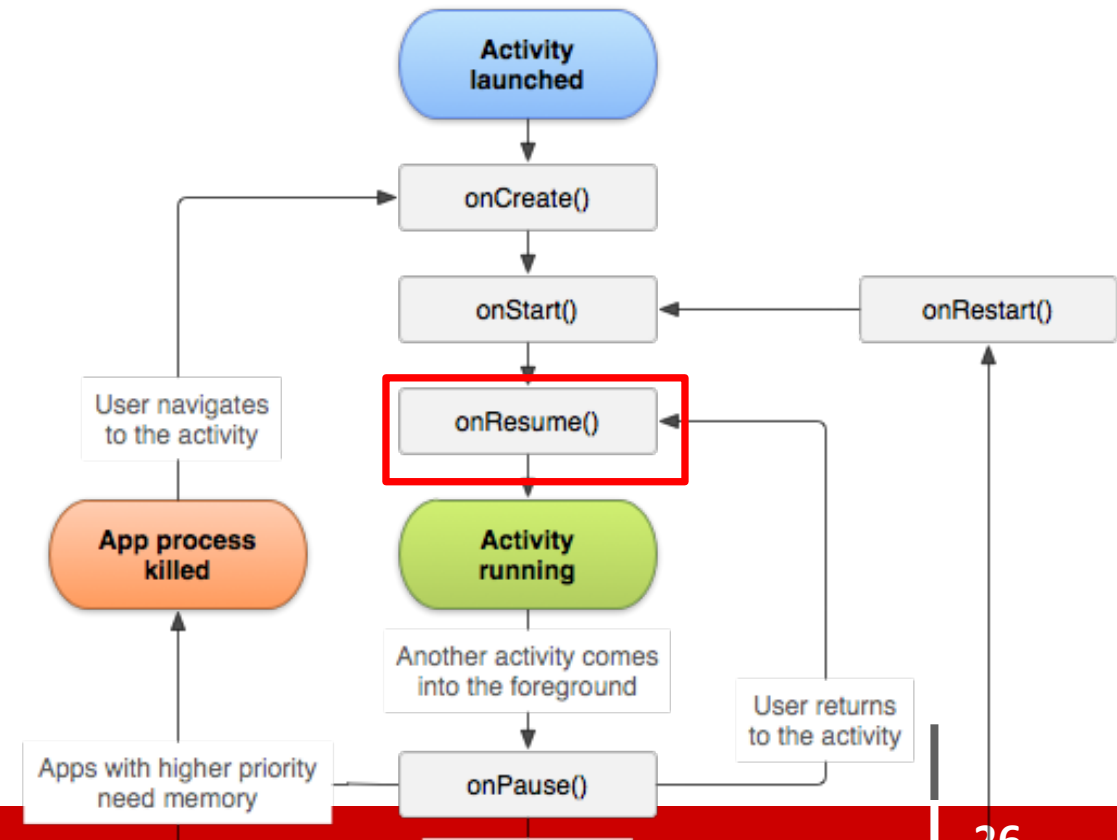 Activity
launched
onCreate()
onStart()
onRestart()
User navigates
to the activity
onResume()
App process
killed
Activity
running
Another activity comes
into the foreground
User returns
to the activity
Apps with higher priority
need memory
onPause()
26